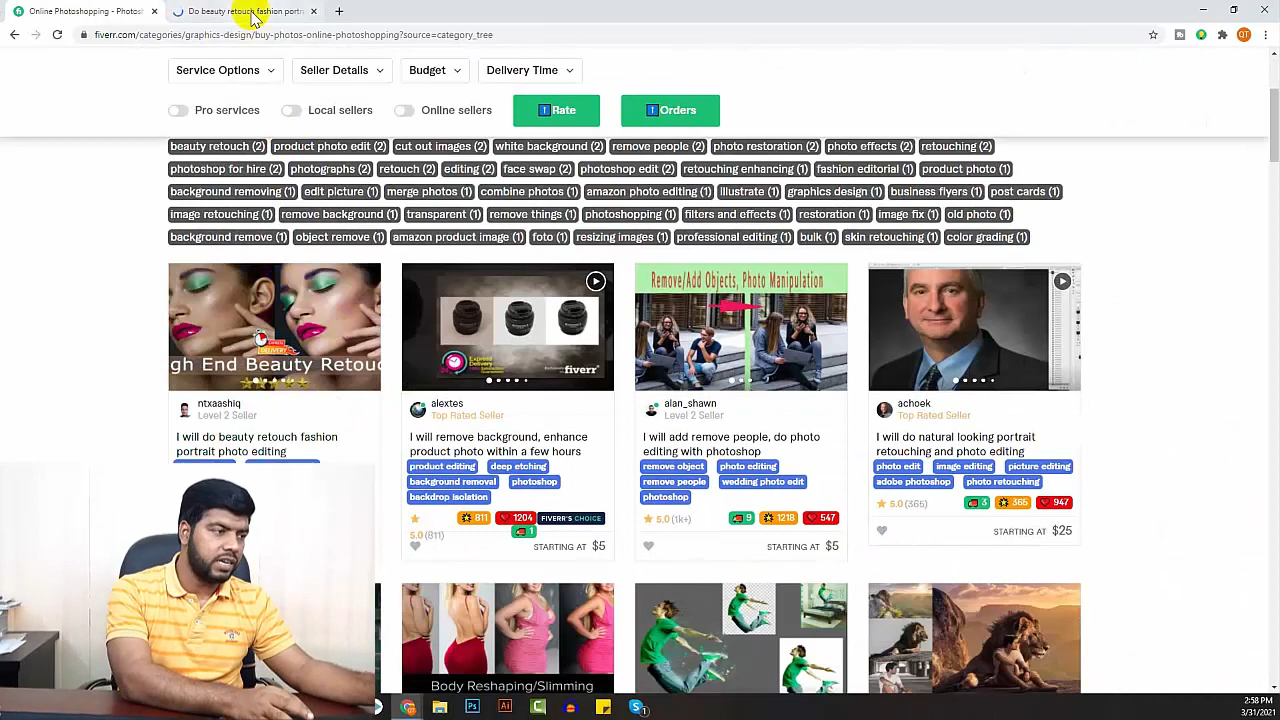 Online Photoshopping - Photosh
Do beauty retouch fashion portr
fiverr.com/categories/graphics-design/buy-photos-online-photoshopping?source=category_tree
QT
Service Options
Seller Details
Budget
Delivery Time
Pro services
Local sellers
Online sellers
Rate
Orders
beauty retouch (2) product photo edit (2) cut out images (2) white background (2) remove people (2) photo restoration (2) photo effects (2) retouching (2)
photoshop for hire (2) photographs (2) retouch (2) editing (2) face swap (2) photoshop edit (2) retouching enhancing (1) fashion editorial (1) product photo (1)
background removing (1) edit picture (1) merge photos (1) combine photos (1) amazon photo editing (1) illustrate (1) graphics design (1) business flyers (1) post cards (1)
image retouching (1) remove background (1) transparent (1) remove things (1) photoshopping (1) filters and effects (1) restoration (1) image fix (1) old photo (1)
background remove (1) object remove (1) amazon product image (1) foto (1) resizing images (1) professional editing (1) bulk (1) skin retouching (1) color grading (1)
DELIVERY
gh End Beauty Retouc
ntxaashiq
Level 2 Seller
I will do beauty retouch fashion
portrait photo editing
fiverr
alextes
Top Rated Seller
I will remove background, enhance
product photo within a few hours
product editing
deep etching
background removal
photoshop
backdrop isolation
811
1204
FIVERR'S CHOICE
5.0 (811)
1
STARTING AT $5
Remove/Add Objects, Photo Manipulation
alan_shawn
Level 2 Seller
I will add remove people, do photo
editing with photoshop
remove object
photo editing
remove people
wedding photo edit
photoshop
5.0 (1k+)
9
1218
547
STARTING AT $5
achoek
Top Rated Seller
I will do natural looking portrait
retouching and photo editing
photo edit
image editing
picture editing
adobe photoshop
photo retouching
5.0 (365)
3
365
947
STARTING AT $25
Body Reshaping/Slimming
Ps
Ai
2:58 PM
3/31/2021